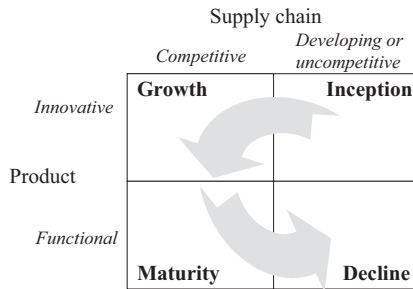 Supply chain
Competitive
Developing or
uncompetitive
Innovative
Growth
Inception
Product
Functional
Maturity
Decline